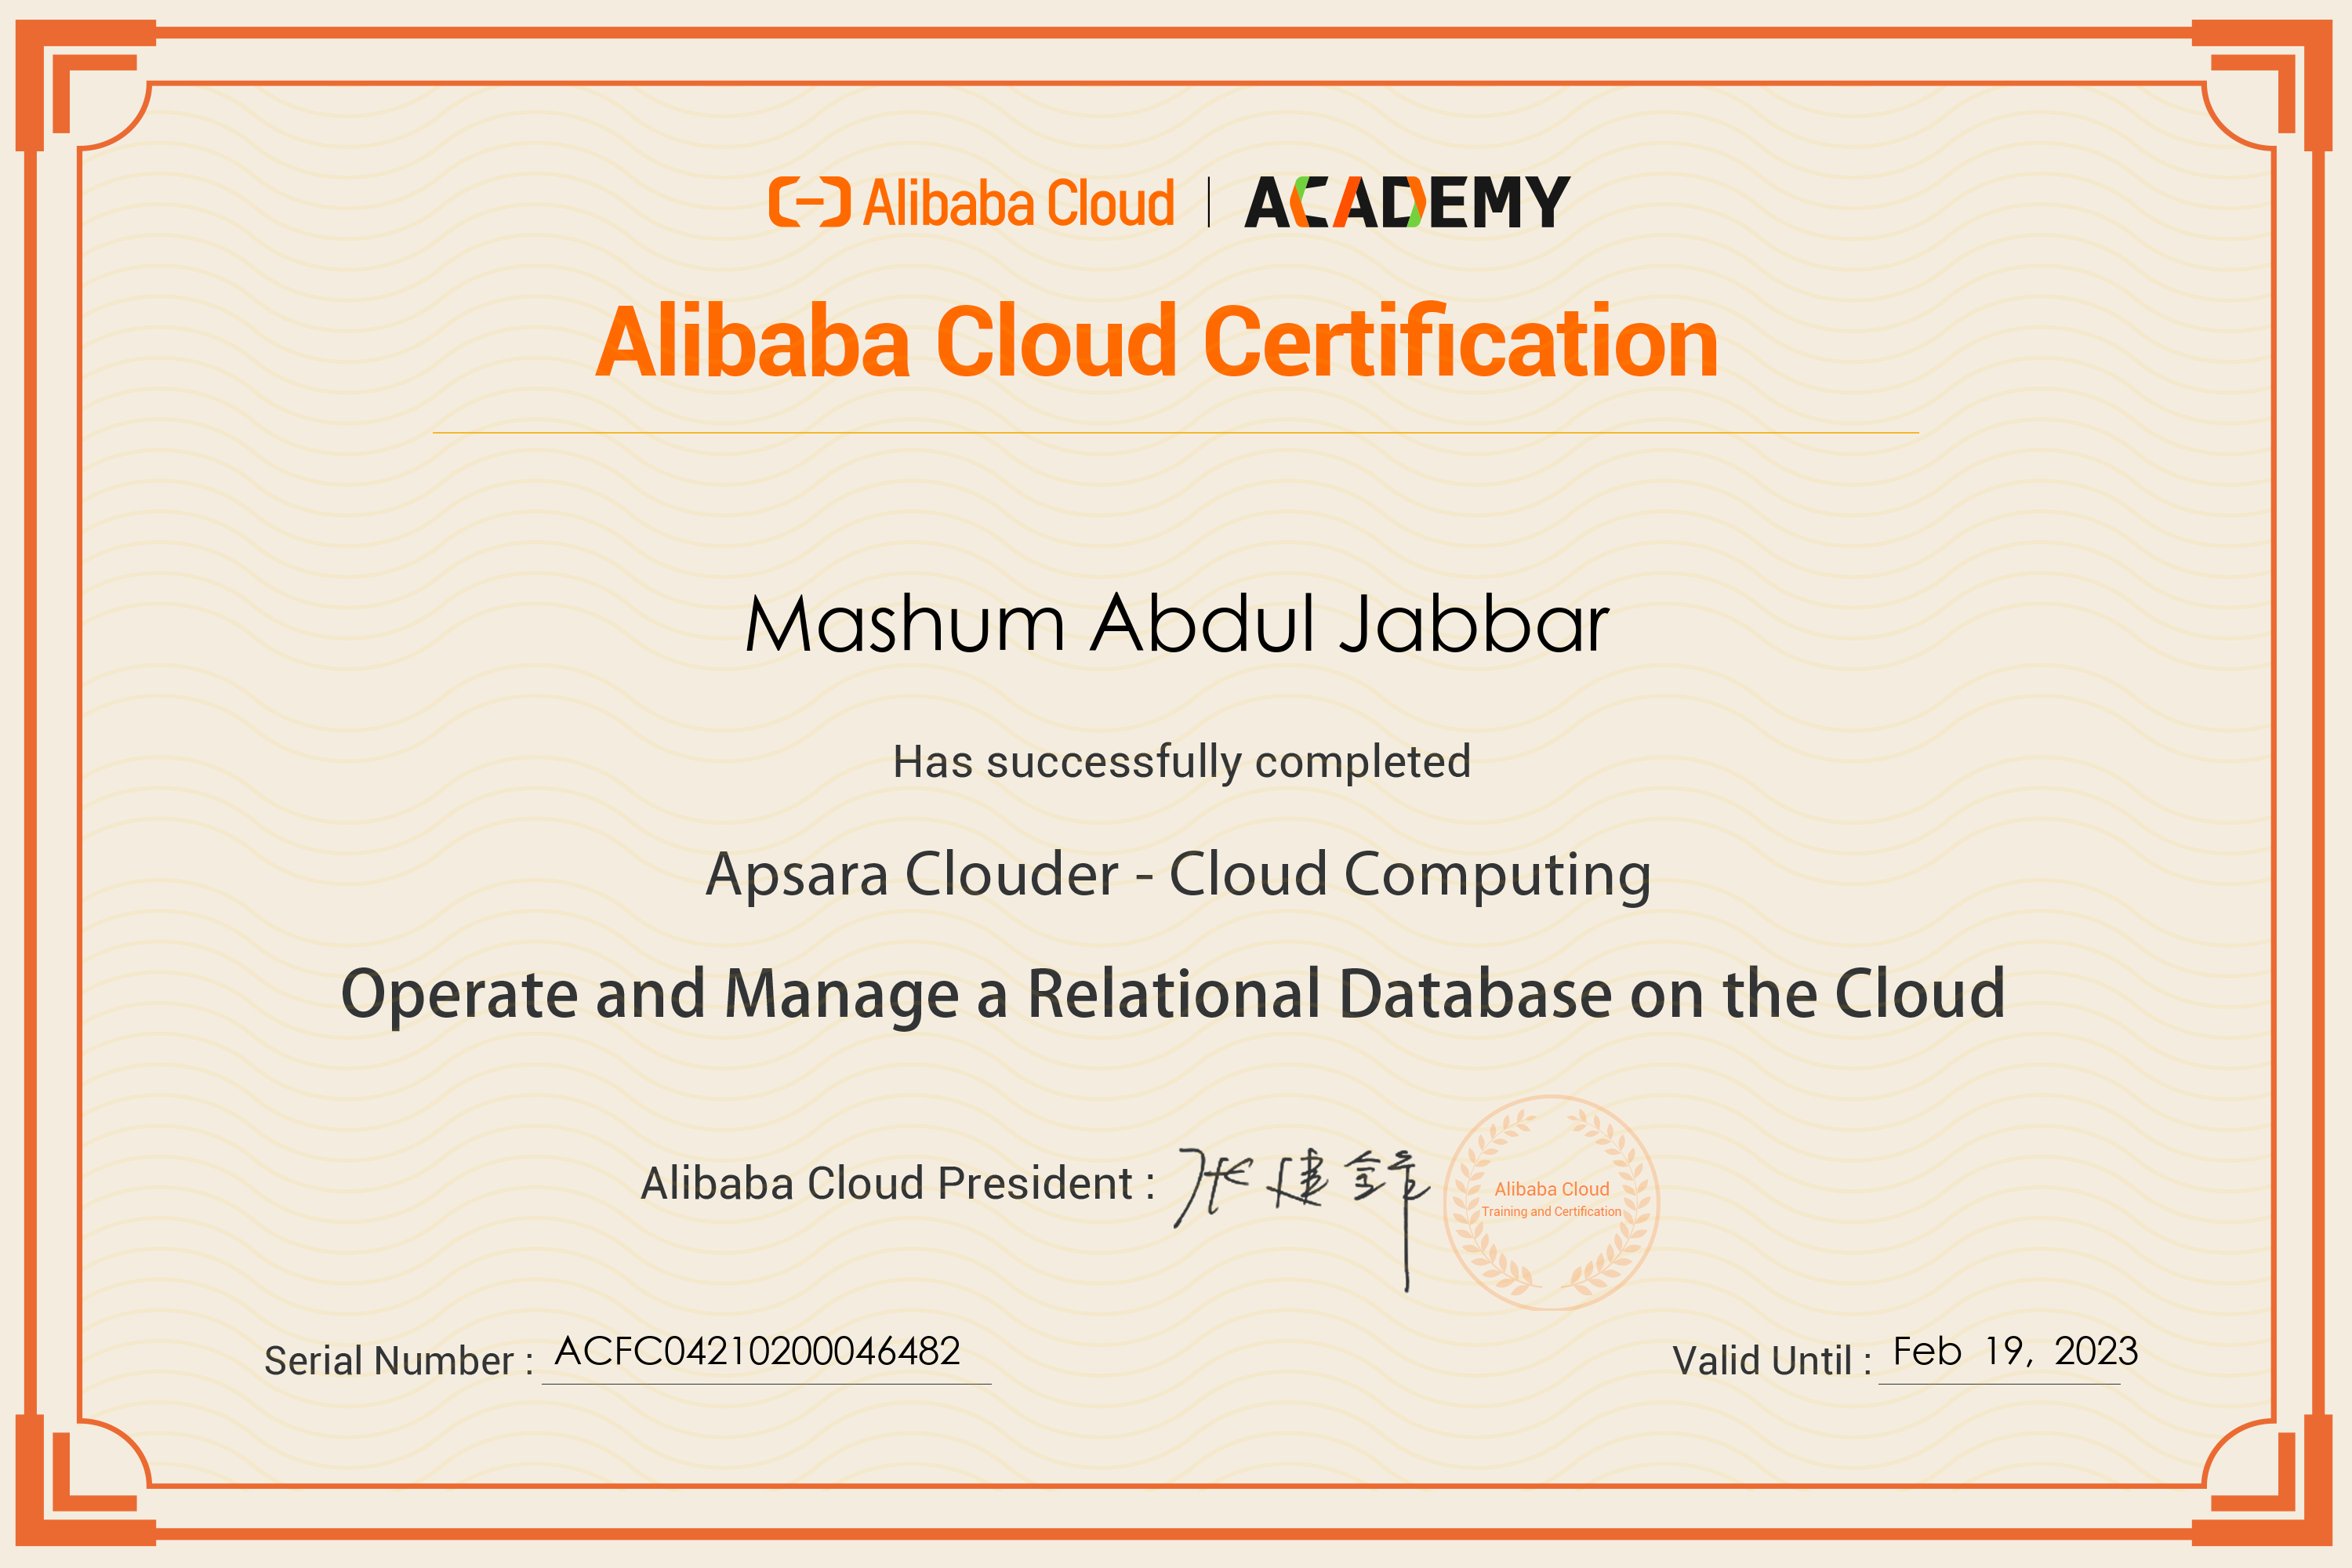 Alibaba Cloud | ACADEMY
Alibaba Cloud Certification
Mashum Abdul Jabbar
Has successfully completed
Apsara Clouder - Cloud Computing
Operate and Manage a Relational Database on the Cloud
Alibaba Cloud President : 张建锋
Alibaba Cloud
Training and Certification
Serial Number : ACFC04210200046482
Valid Until : Feb 19, 2023